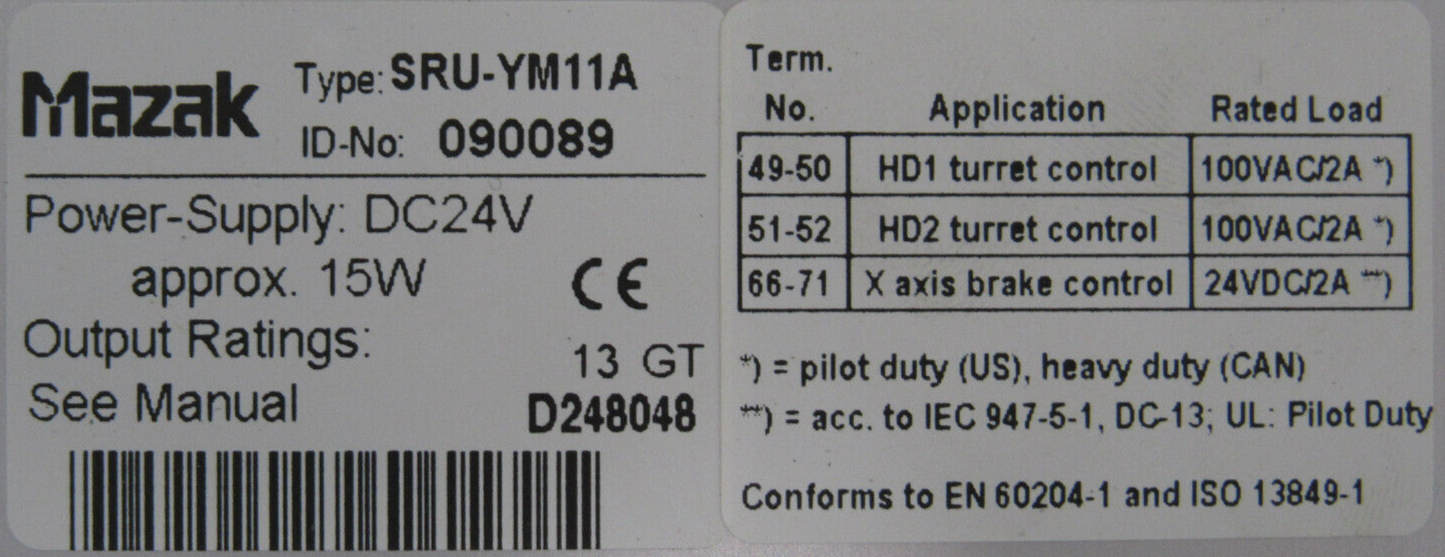 Mazak
Type: SRU-YM11A
ID-No: 090089
Power-Supply: DC24V
approx. 15W
CE
Output Ratings:
13 GT
See Manual
D248048
Term.
No. Application Rated Load
49-50 HD1 turret control 100VAC/2A *)
51-52 HD2 turret control 100VAC/2A *)
66-71 X axis brake control 24VDC/2A **)
*) = pilot duty (US), heavy duty (CAN)
**) = acc. to IEC 947-5-1, DC-13; UL: Pilot Duty
Conforms to EN 60204-1 and ISO 13849-1